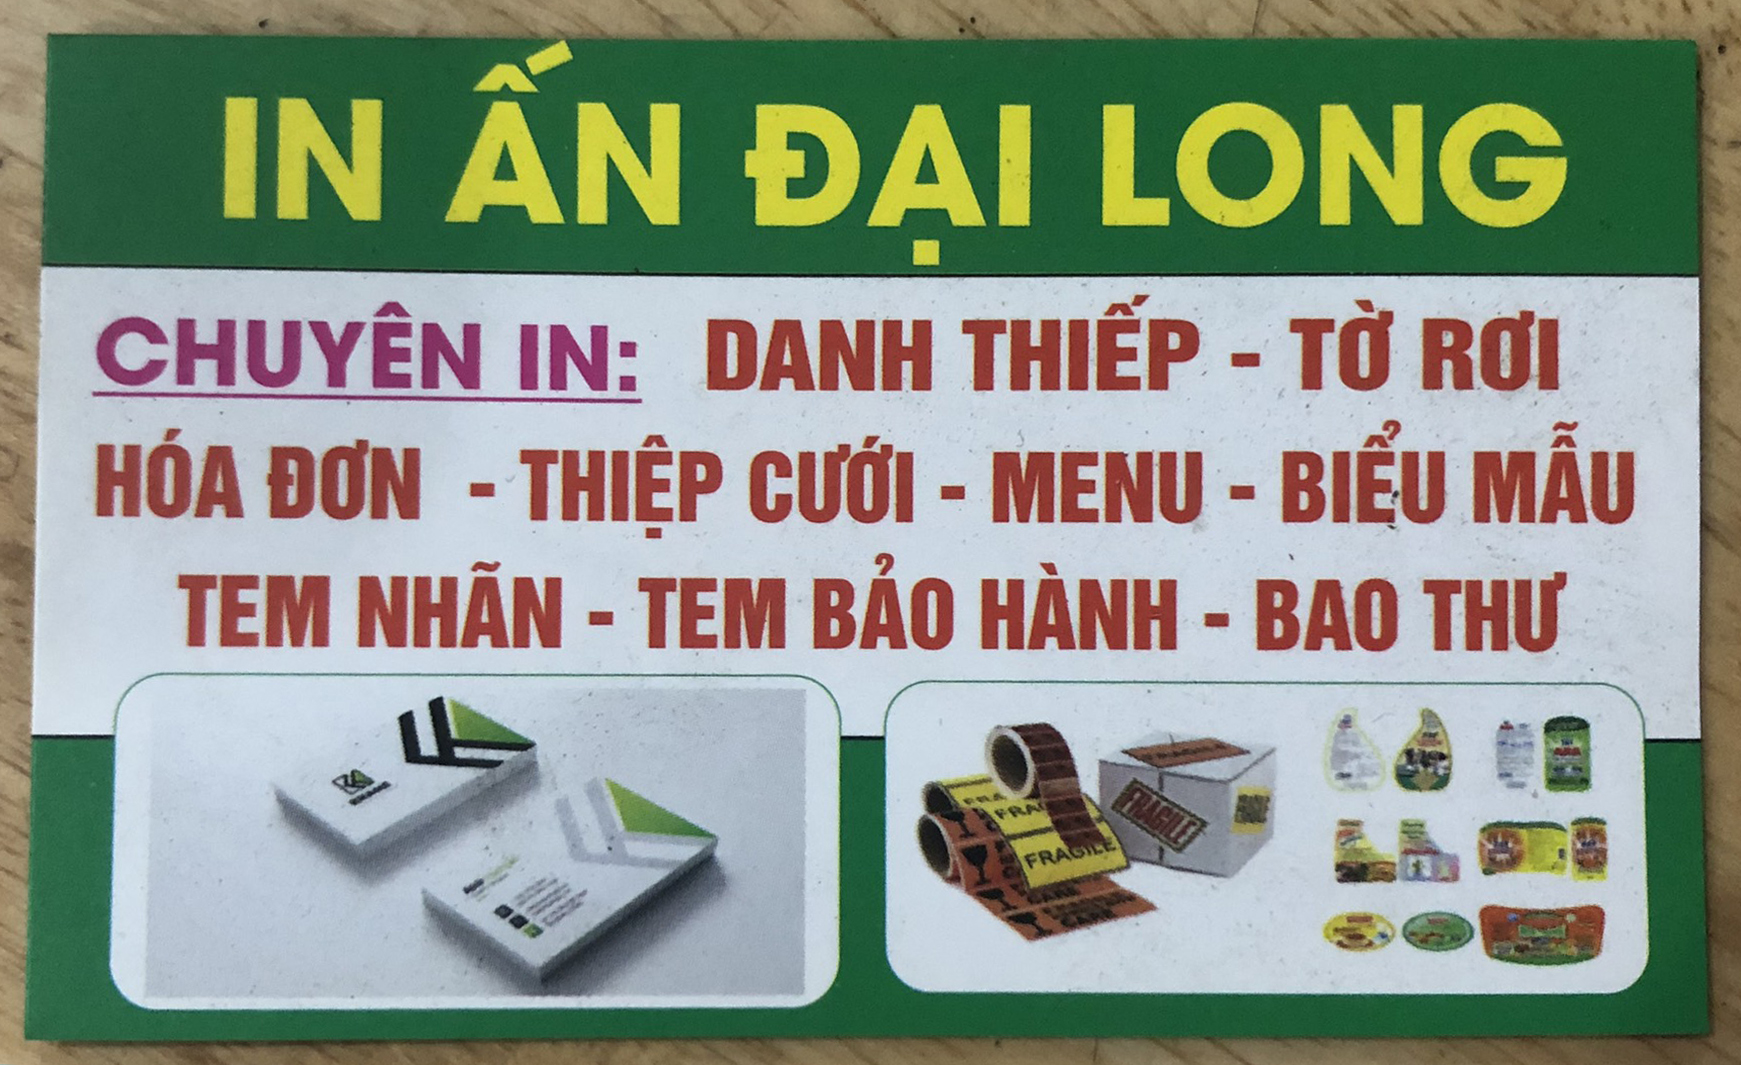 IN ẤN ĐẠI LONG
CHUYÊN IN: DANH THIẾP - TỜ RƠI
HÓA ĐƠN - THIỆP CƯỚI - MENU - BIỂU MẪU
TEM NHÃN - TEM BẢO HÀNH - BAO THƯ
FRAGILE
FRAGILE
FRAGILE